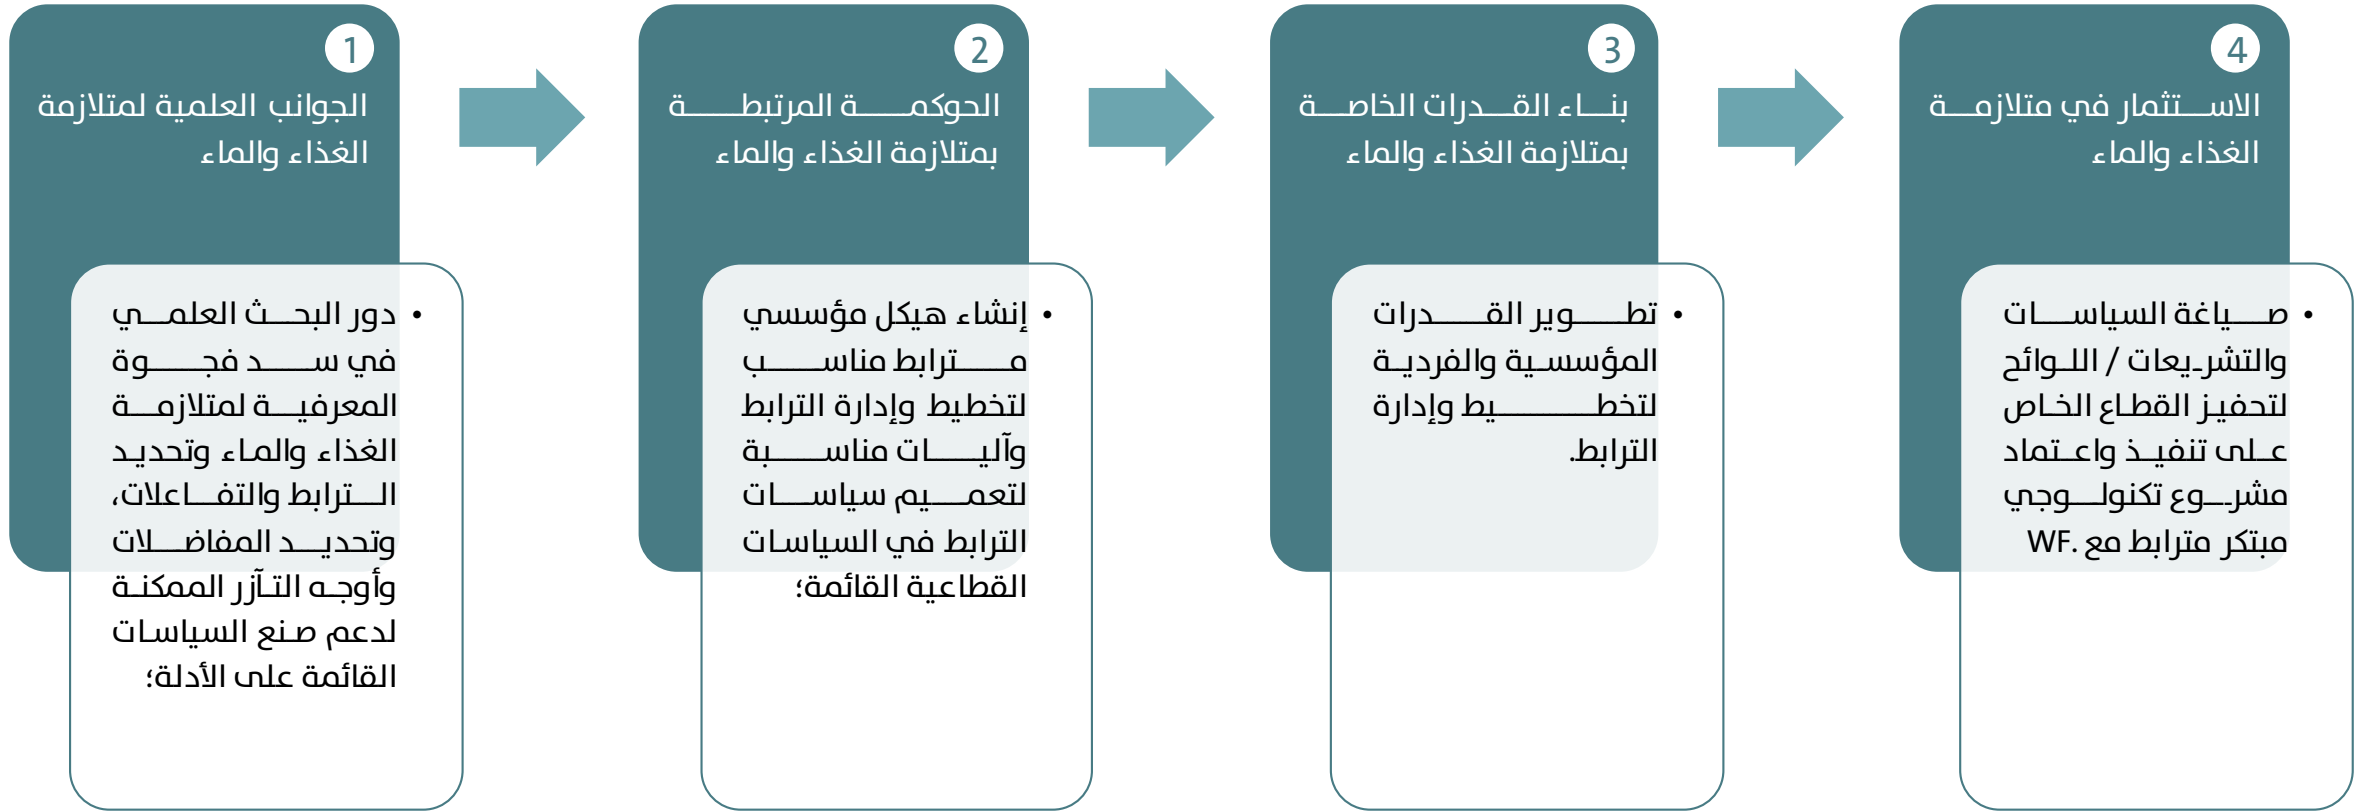 1
الجوانب العلمية لمتلازمة
الغذاء والماء
دور البحث العلمي
في سد فجوة
المعرفية لمتلازمة
الغذاء والماء وتحديد
الترابط والتفاعلات،
وتحديد المفاضلات
وأوجه التآزر الممكنة
لدعم صنع السياسات
القائمة على الأدلة؛
2
الحوكمة المرتبطة
بمتلازمة الغذاء والماء
إنشاء هيكل مؤسسي
مترابط مناسب
لتخطيط وإدارة الترابط
وآليات مناسبة
لتعميم سياسات
الترابط في السياسات
القطاعية القائمة؛
3
بناء القدرات الخاصة
بمتلازمة الغذاء والماء
تطوير القدرات
المؤسسية والفردية
لتخطيط وإدارة
الترابط.
4
الاستثمار في متلازمة
الغذاء والماء
صياغة السياسات
والتشريعات / اللوائح
لتحفيز القطاع الخاص
على تنفيذ واعتماد
مشروع تكنولوجي
مبتكر مترابط مع .WF